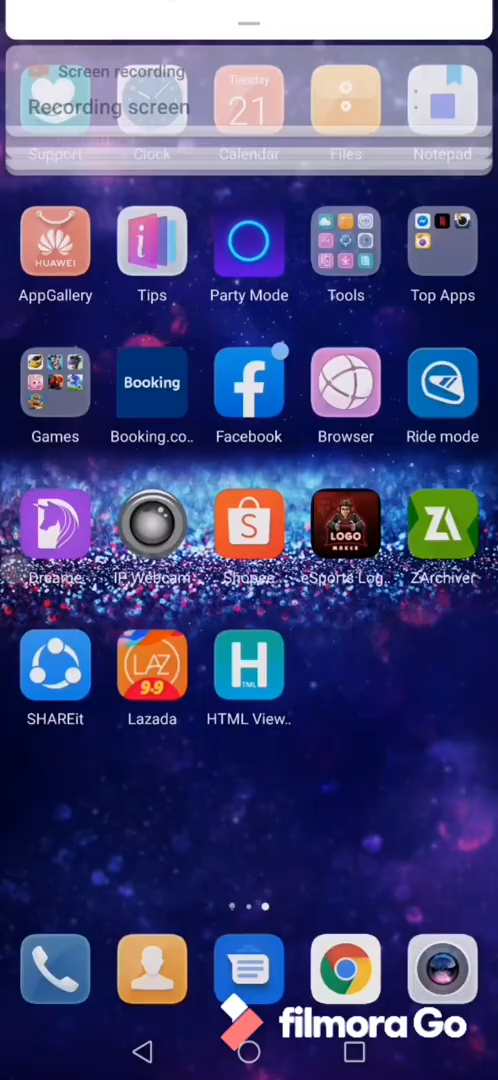 Screen recording
Recording screen
Tuesday
21
Support Clock Calendar Files Notepad
HUAWEI
AppGallery Tips Party Mode Tools Top Apps
Booking
Games Booking.co.. Facebook Browser Ride mode
LOGO
MAKER
Dreame IP Webcam Shopee eSports Log.. ZArchiver
LAZ
9.9
H
TML
SHAREit Lazada HTML View..
filmora Go